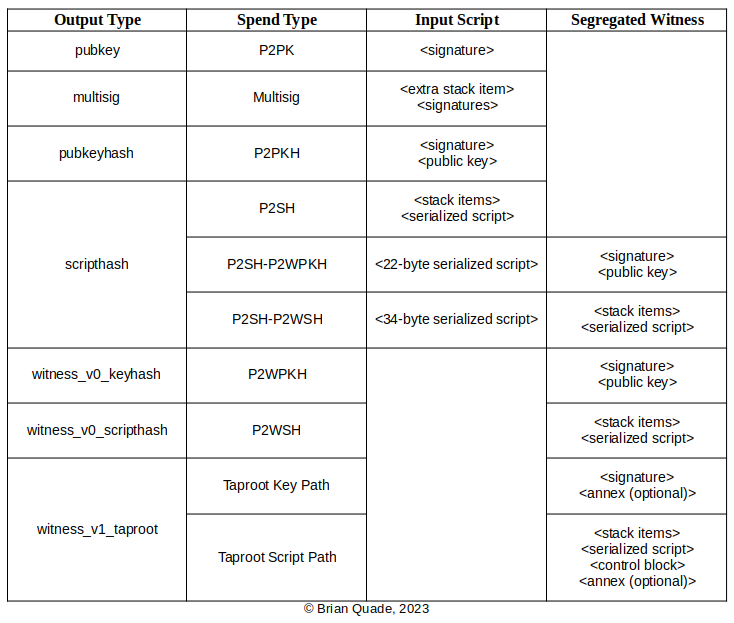 Output Type Spend Type Input Script Segregated Witness
pubkey P2PK <signature>
multisig Multisig <extra stack item>
<signatures>
pubkeyhash P2PKH <signature>
<public key>
scripthash
P2SH <stack items>
<serialized script>
P2SH-P2WPKH <22-byte serialized script> <signature>
<public key>
P2SH-P2WSH <34-byte serialized script> <stack items>
<serialized script>
witness_v0_keyhash P2WPKH <signature>
<public key>
witness_v0_scripthash P2WSH <stack items>
<serialized script>
witness_v1_taproot
Taproot Key Path <signature>
<annex (optional)>
Taproot Script Path <stack items>
<serialized script>
<control block>
<annex (optional)>
© Brian Quade, 2023